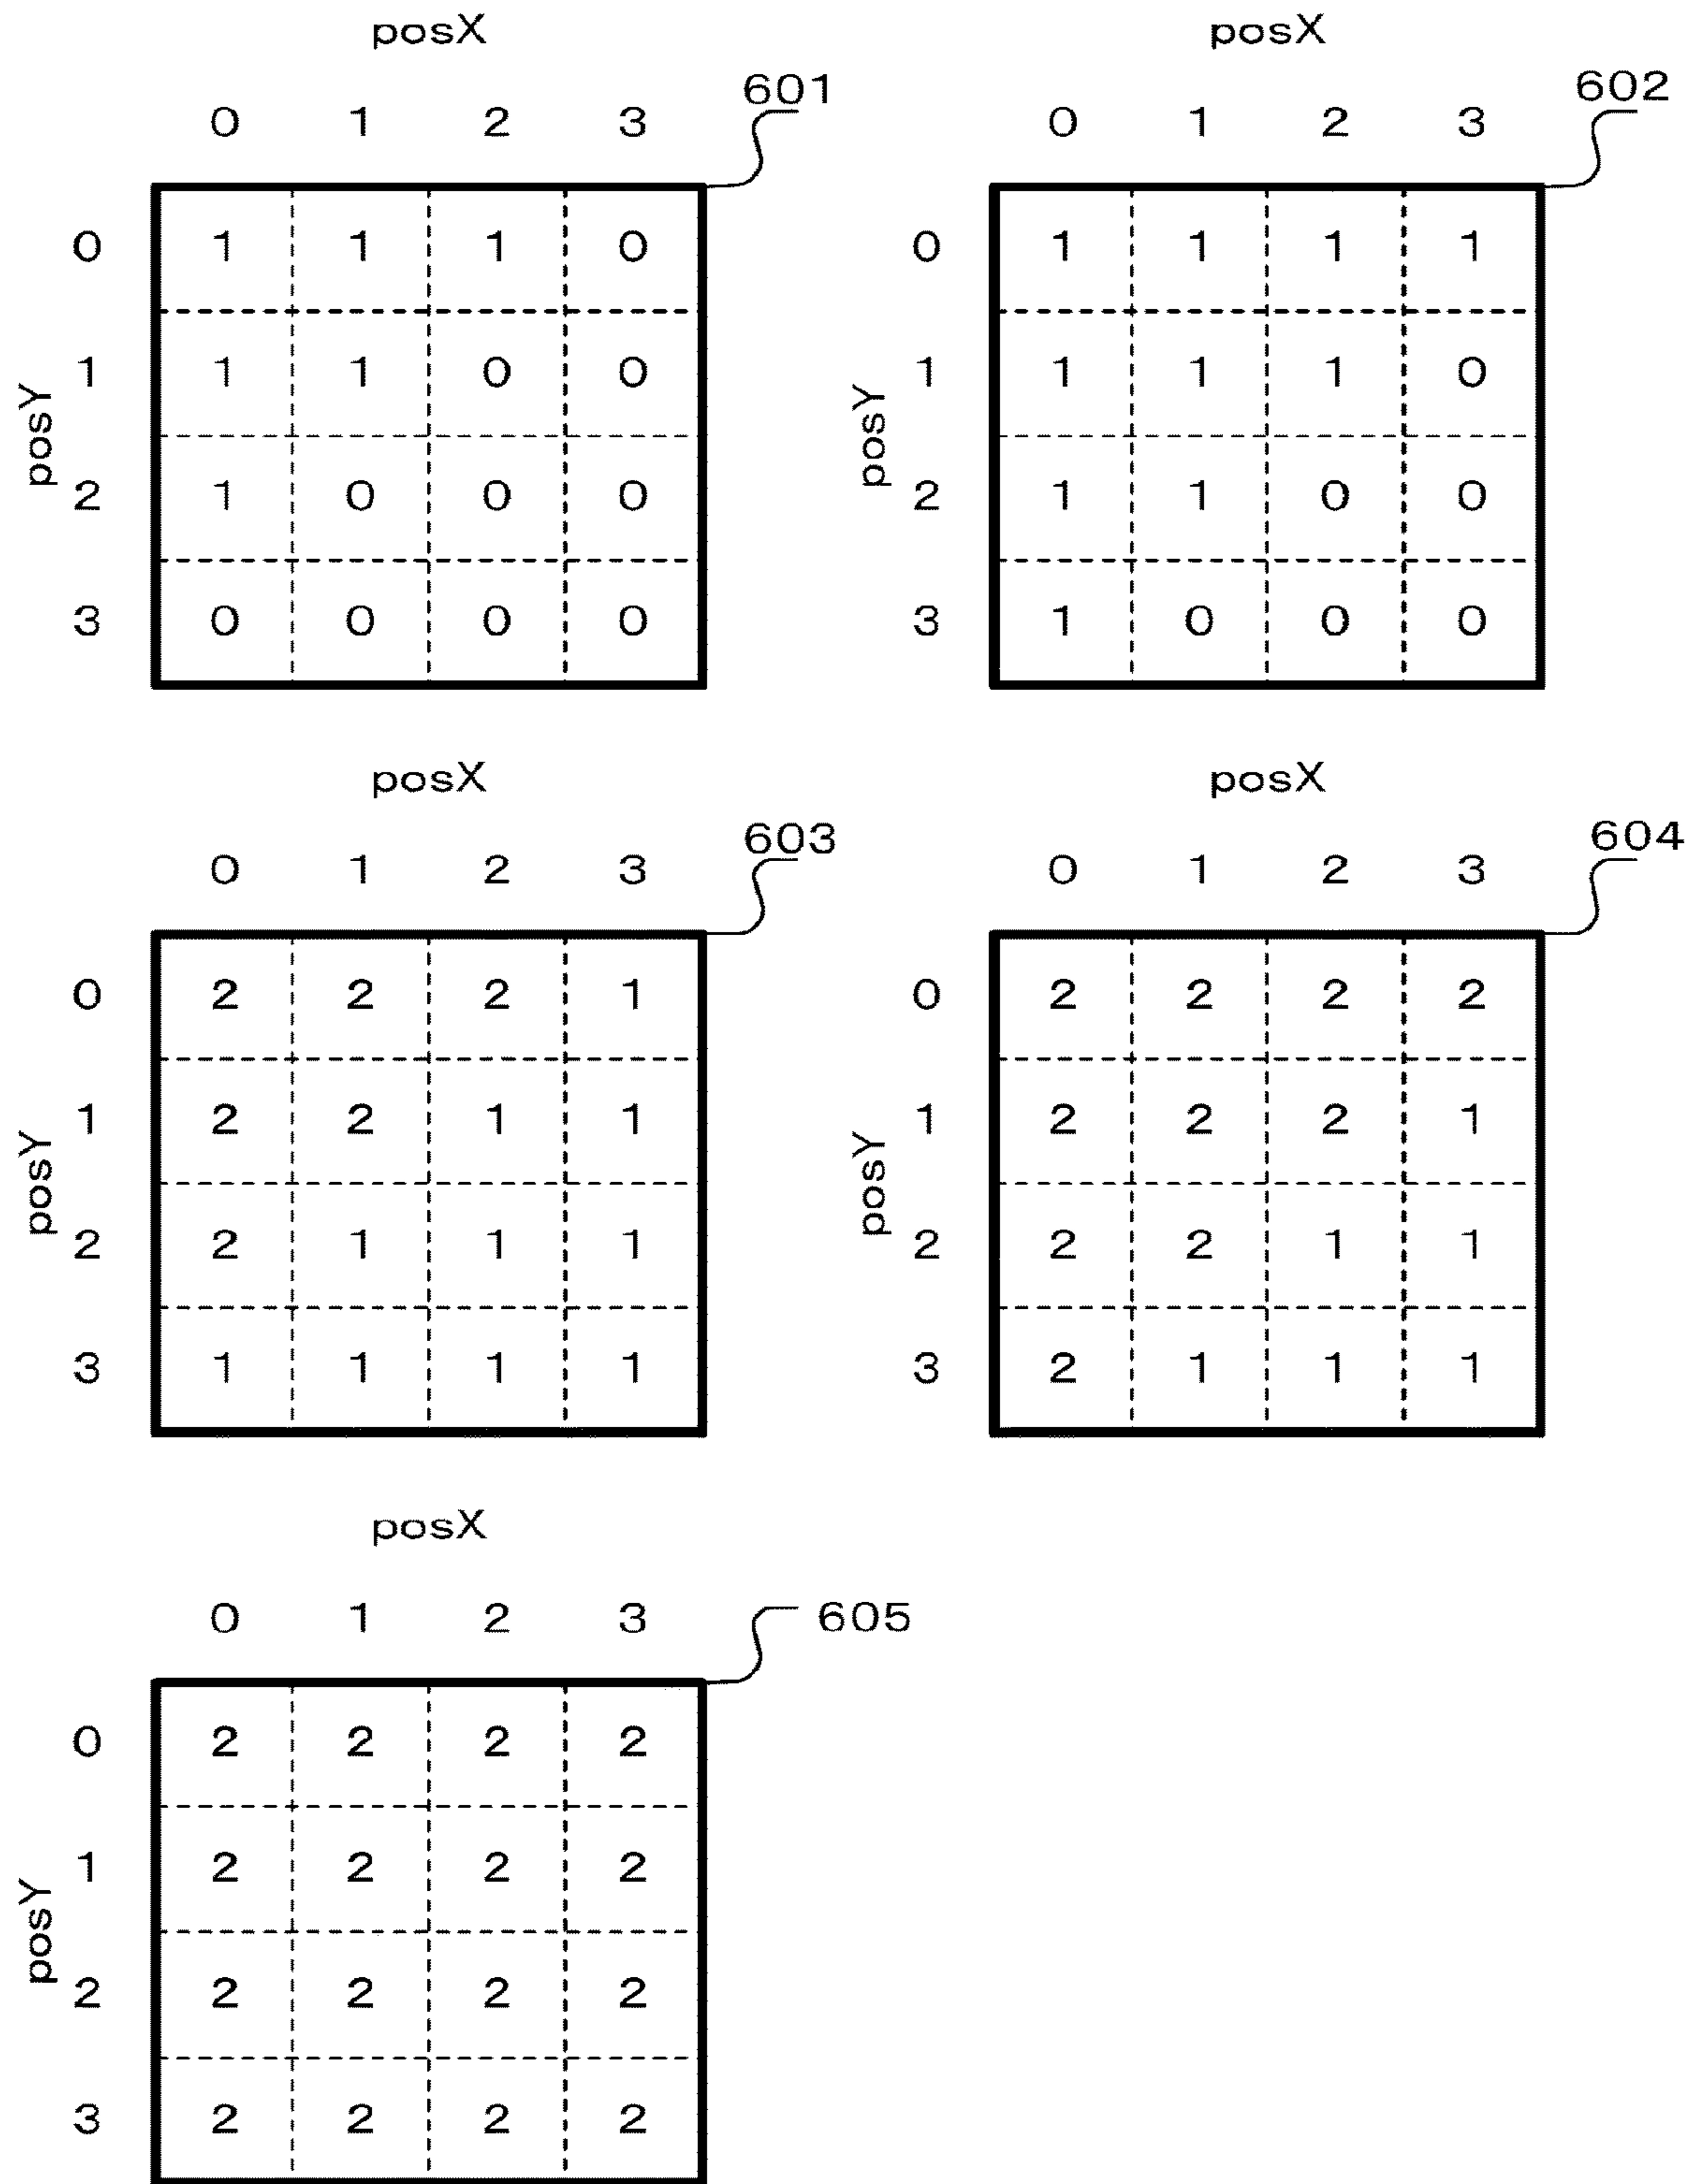 posX posX
601 602
0 1 2 3 0 1 2 3
0 1 1 1 0 0 1 1 1 1
1 1 1 0 0 1 1 1 1 0
posY posY
2 1 0 0 0 2 1 1 0 0
3 0 0 0 0 3 1 0 0 0
posX posX
603 604
0 1 2 3 0 1 2 3
0 2 2 2 1 0 2 2 2 2
1 2 2 1 1 1 2 2 2 1
posY posY
2 2 1 1 1 2 2 2 1 1
3 1 1 1 1 3 2 1 1 1
posX
0 1 2 3 605
0 2 2 2 2
1 2 2 2 2
posY
2 2 2 2 2
3 2 2 2 2